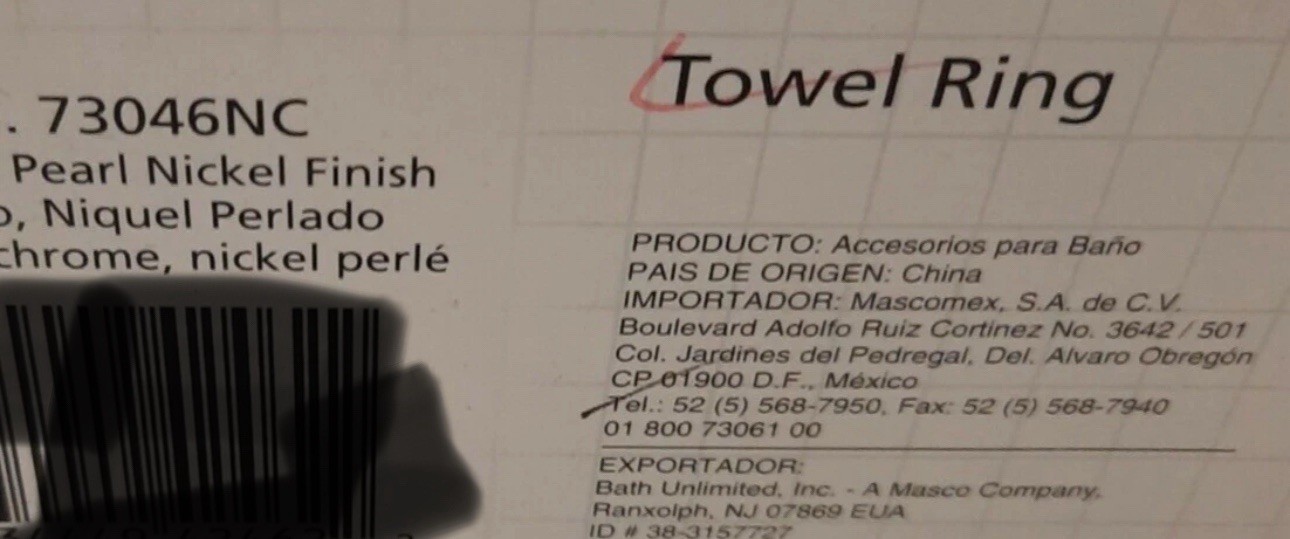 . 73046NC
Pearl Nickel Finish
o, Niquel Perlado
chrome, nickel perlé
Towel Ring
PRODUCTO: Accesorios para Baño
PAIS DE ORIGEN: China
IMPORTADOR: Mascomex, S.A. de C.V.
Boulevard Adolfo Ruiz Cortinez No. 3642 / 501
Col. Jardines del Pedregal, Del. Alvaro Obregón
CP 01900 D.F., México
Tel.: 52 (5) 568-7950, Fax: 52 (5) 568-7940
01 800 73061 00
EXPORTADOR:
Bath Unlimited, Inc. - A Masco Company,
Ranxolph, NJ 07869 EUA
ID # 38-3157727